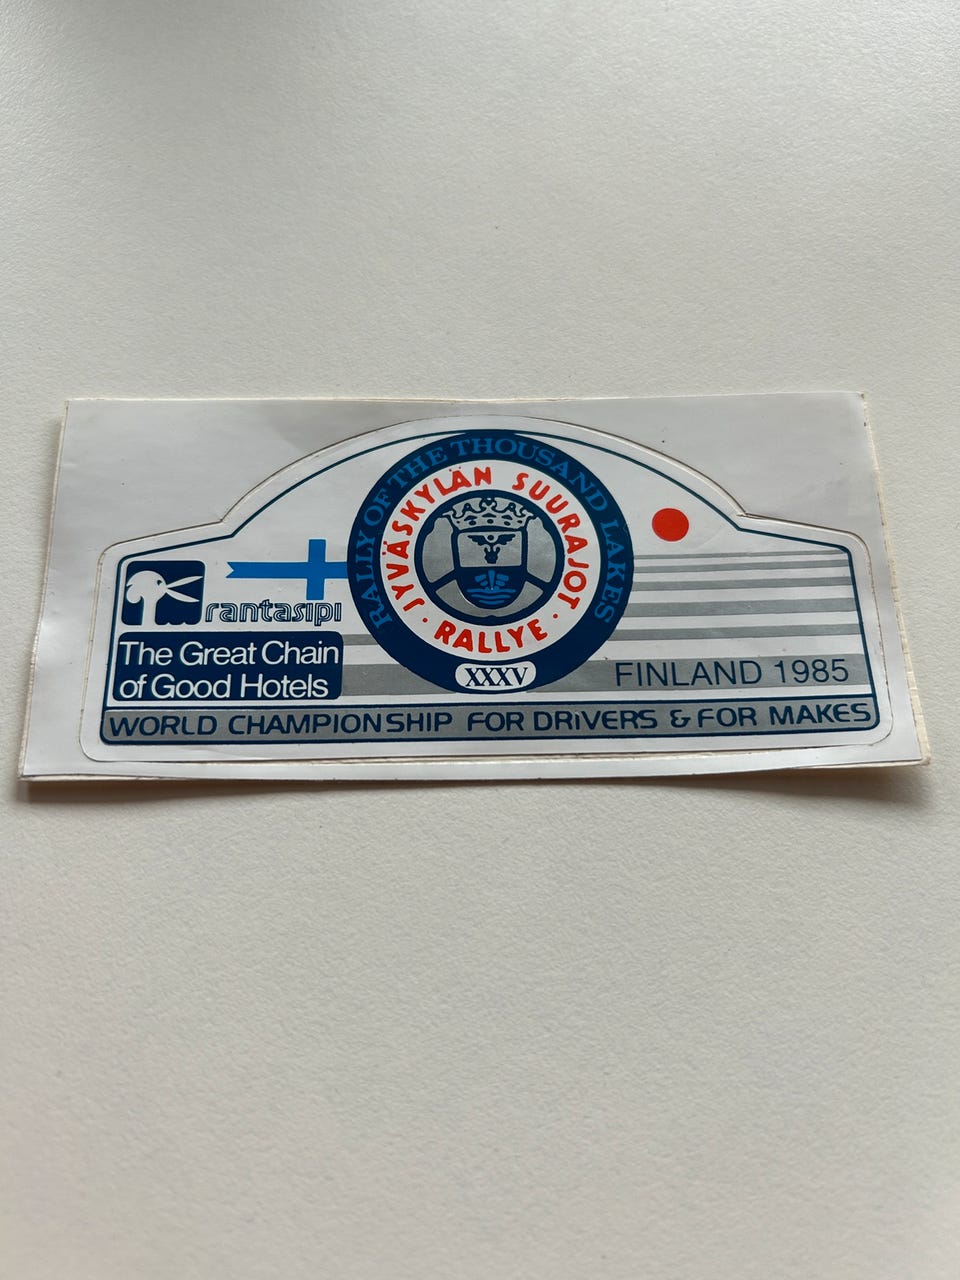 RALLY OF THE THOUSAND LAKES
JYVÄSKYLÄN SUURAJOT
· RALLYE ·
XXXV
rantasipi
The Great Chain
of Good Hotels
FINLAND 1985
WORLD CHAMPIONSHIP FOR DRIVERS & FOR MAKES